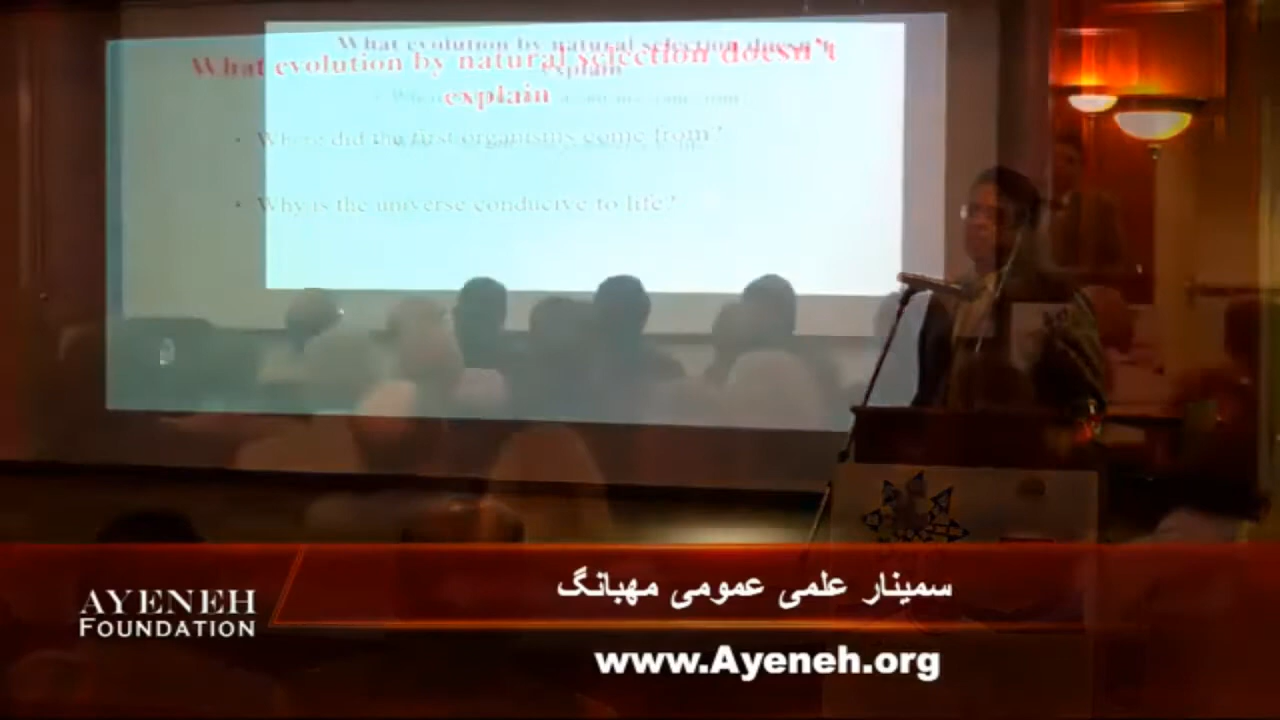 What evolution by natural selection doesn't
explain
• Where did the first organisms come from?
• Why is the universe conducive to life?
سمینار علمی عمومی مهبانگ
AYENEH
FOUNDATION
www.Ayeneh.org